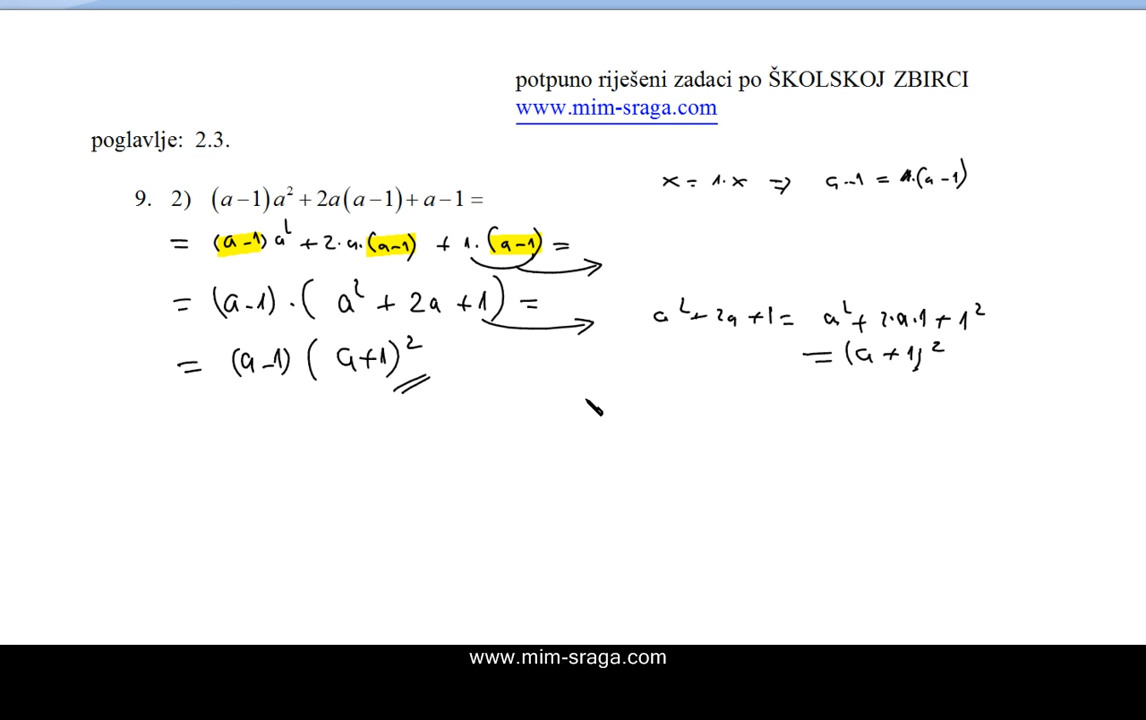 potpuno riješeni zadaci po ŠKOLSKOJ ZBIRCI
www.mim-sraga.com
poglavlje: 2.3.
x = 1·x ⇒ a-1 = 1·(a-1)
9. 2) (a−1)a² + 2a(a−1) + a−1 =
= (a-1)a² + 2·a·(a-1) + 1·(a-1) =
= (a-1)·(a² + 2a + 1) =
a² + 2a + 1 = a² + 2·a·1 + 1²
= (a+1)²
= (a-1)(a+1)²
www.mim-sraga.com